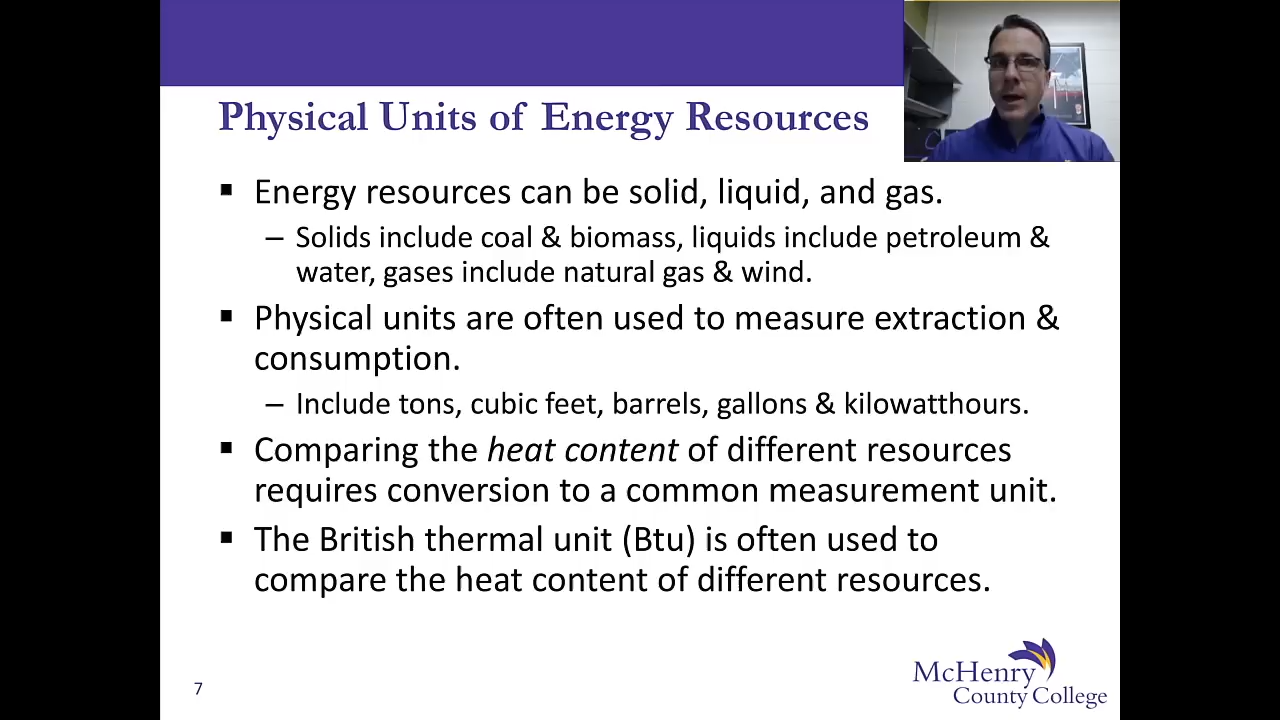 Physical Units of Energy Resources
▪ Energy resources can be solid, liquid, and gas.
– Solids include coal & biomass, liquids include petroleum &
water, gases include natural gas & wind.
▪ Physical units are often used to measure extraction &
consumption.
– Include tons, cubic feet, barrels, gallons & kilowatthours.
▪ Comparing the heat content of different resources
requires conversion to a common measurement unit.
▪ The British thermal unit (Btu) is often used to
compare the heat content of different resources.
7
McHenry
County College